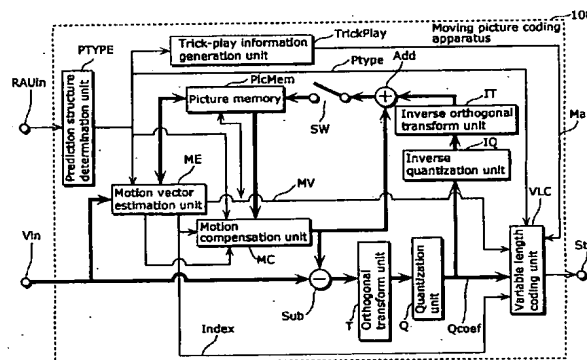 100
PTYPE
Trick-play information
generation unit
TrickPlay
Moving picture coding
apparatus
RAUin
Prediction structure
determination unit
Ptype
PicMem
Picture memory
Add
SW
IT
Inverse orthogonal
transform unit
IQ
Inverse
quantization unit
ME
Motion vector
estimation unit
MV
Motion
compensation unit
MC
VLC
Variable length
coding unit
Vin
Sub
Orthogonal
transform unit
T
Quantization
unit
Q
Qcoef
Index